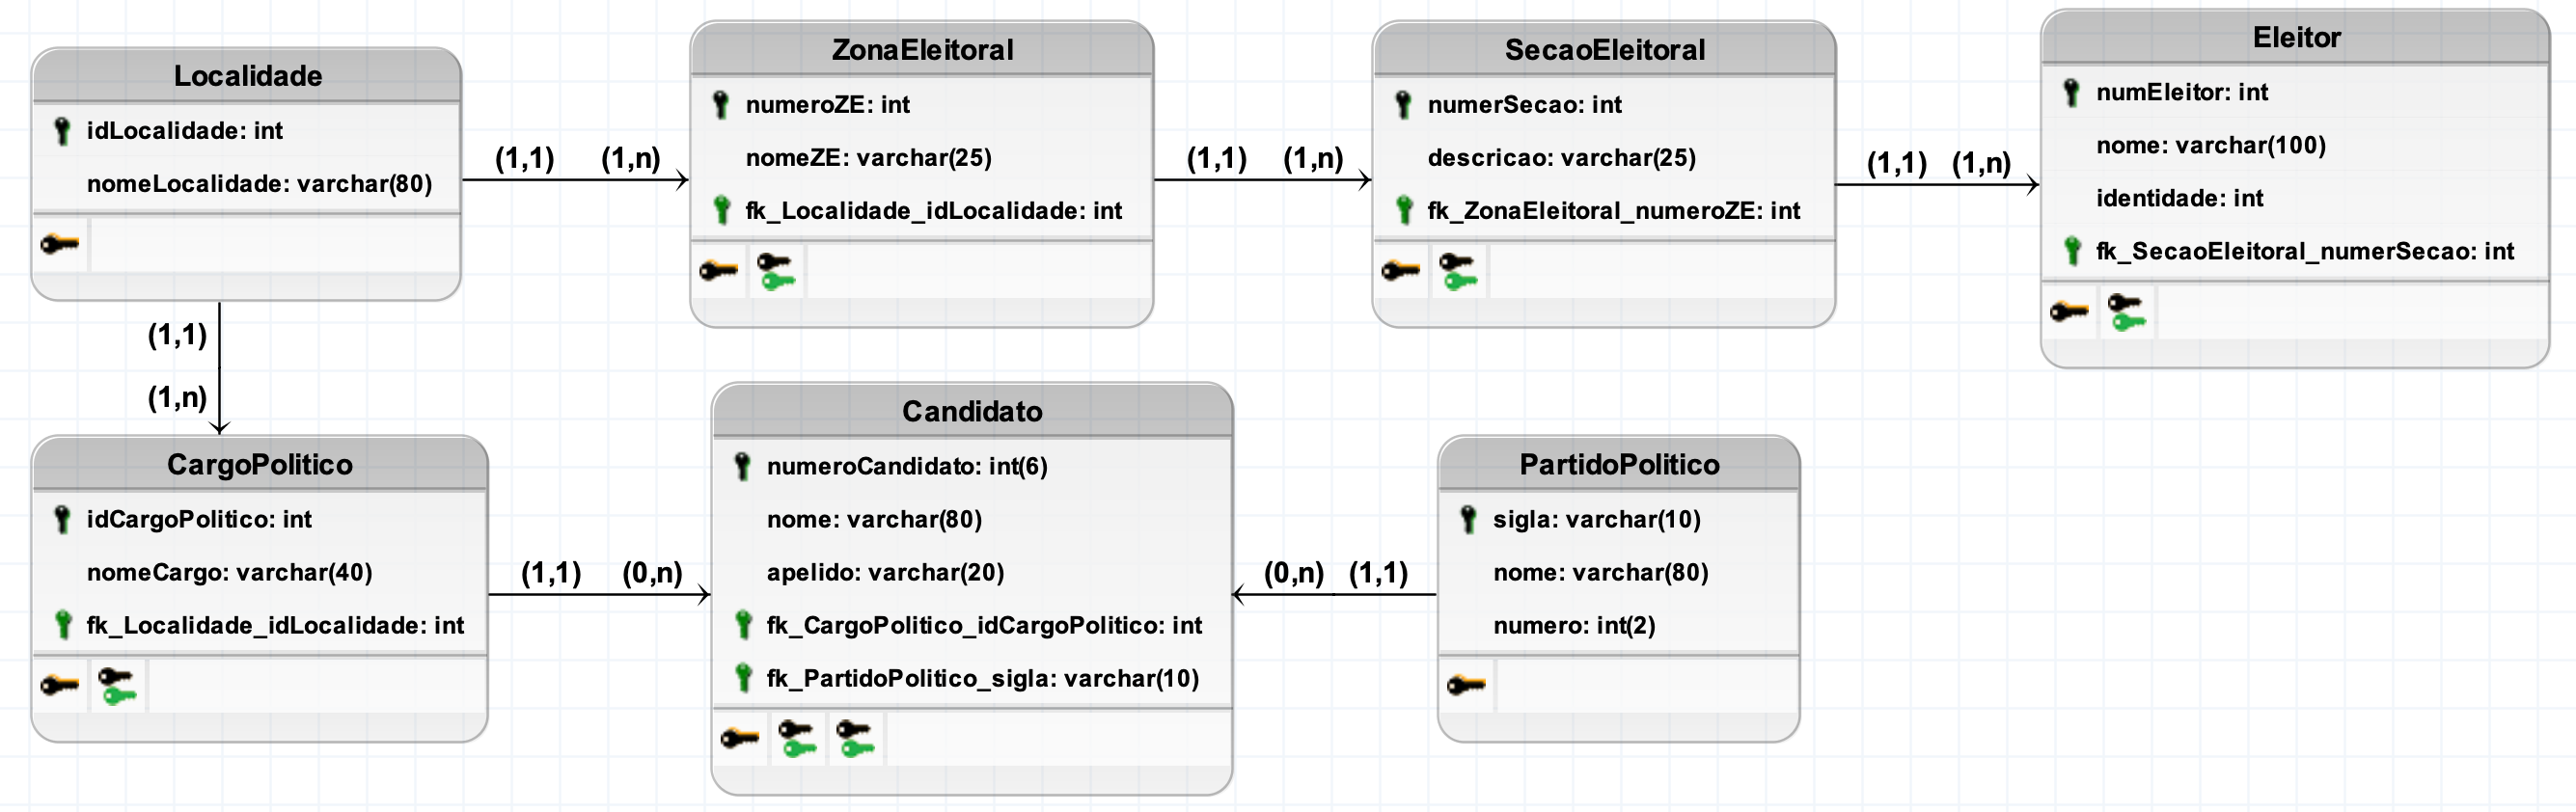 Localidade
idLocalidade: int
nomeLocalidade: varchar(80)
(1,1) (1,n)
ZonaEleitoral
numeroZE: int
nomeZE: varchar(25)
fk_Localidade_idLocalidade: int
(1,1) (1,n)
SecaoEleitoral
numerSecao: int
descricao: varchar(25)
fk_ZonaEleitoral_numeroZE: int
(1,1) (1,n)
Eleitor
numEleitor: int
nome: varchar(100)
identidade: int
fk_SecaoEleitoral_numerSecao: int
(1,1)
(1,n)
CargoPolitico
idCargoPolitico: int
nomeCargo: varchar(40)
fk_Localidade_idLocalidade: int
(1,1) (0,n)
Candidato
numeroCandidato: int(6)
nome: varchar(80)
apelido: varchar(20)
fk_CargoPolitico_idCargoPolitico: int
fk_PartidoPolitico_sigla: varchar(10)
(0,n) (1,1)
PartidoPolitico
sigla: varchar(10)
nome: varchar(80)
numero: int(2)